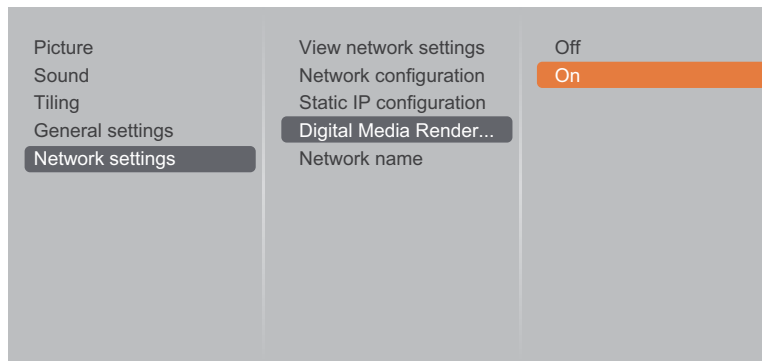 Picture
Sound
Tiling
General settings
Network settings
View network settings
Network configuration
Static IP configuration
Digital Media Render...
Network name
Off
On